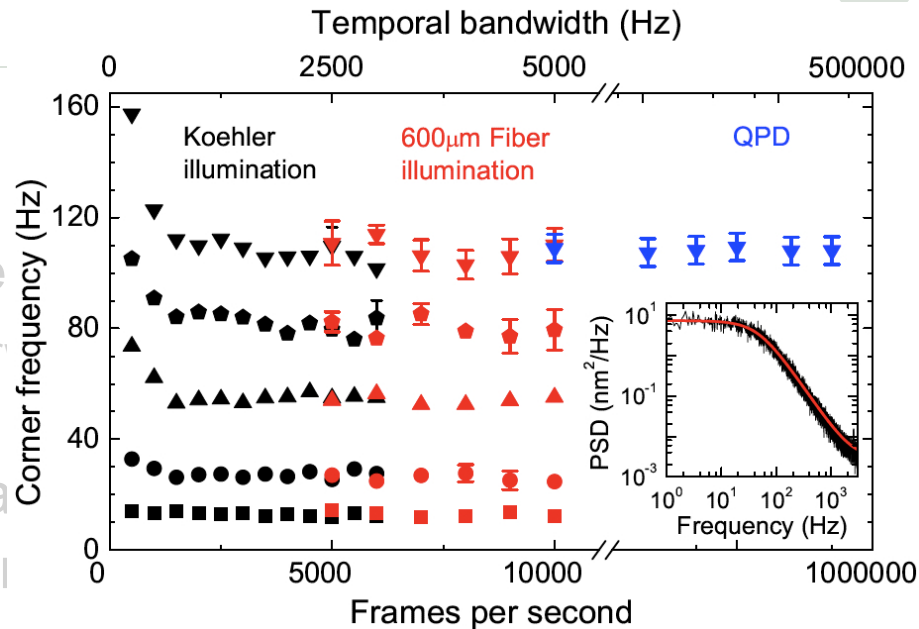 Temporal bandwidth (Hz)
0 2500 5000 500000
160
120
80
40
0
Corner frequency (Hz)
Koehler
illumination
600μm Fiber
illumination
QPD
10¹
10⁻¹
10⁻³
PSD (nm²/Hz)
10⁰ 10¹ 10² 10³
Frequency (Hz)
0 5000 10000 1000000
Frames per second